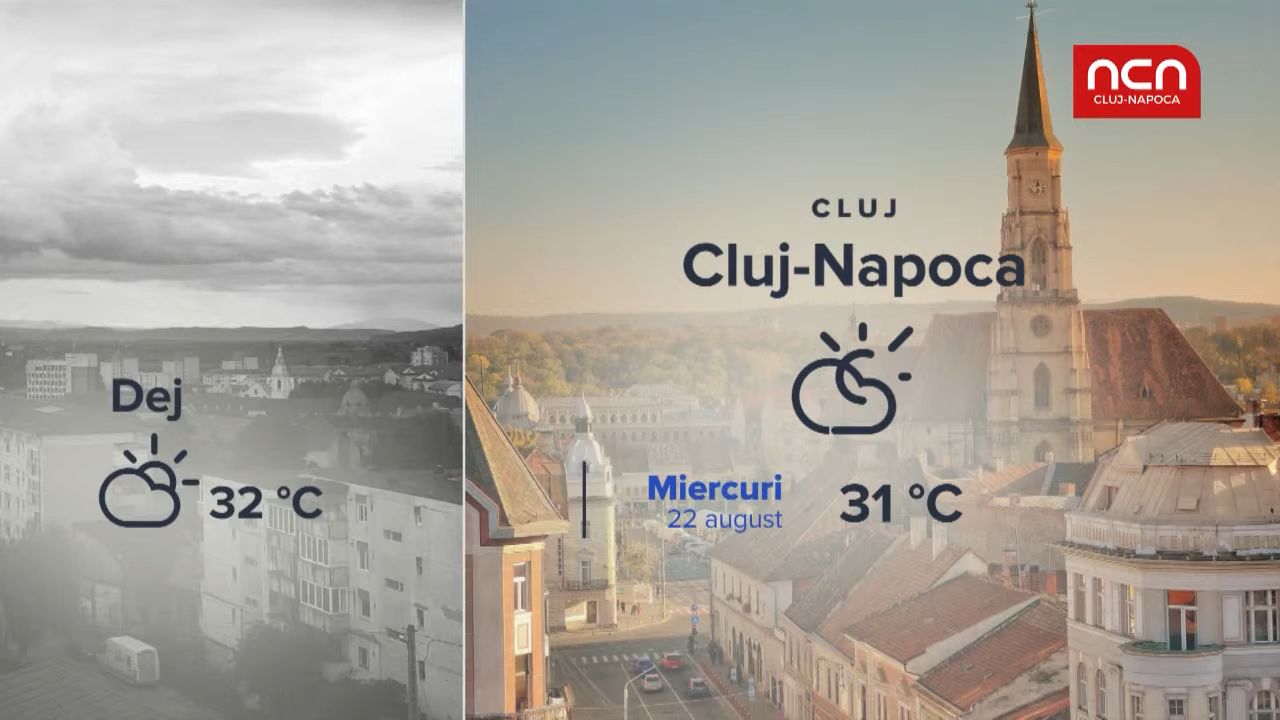 Dej
32 °C
ncn
CLUJ-NAPOCA
CLUJ
Cluj-Napoca
Miercuri
22 august
31 °C